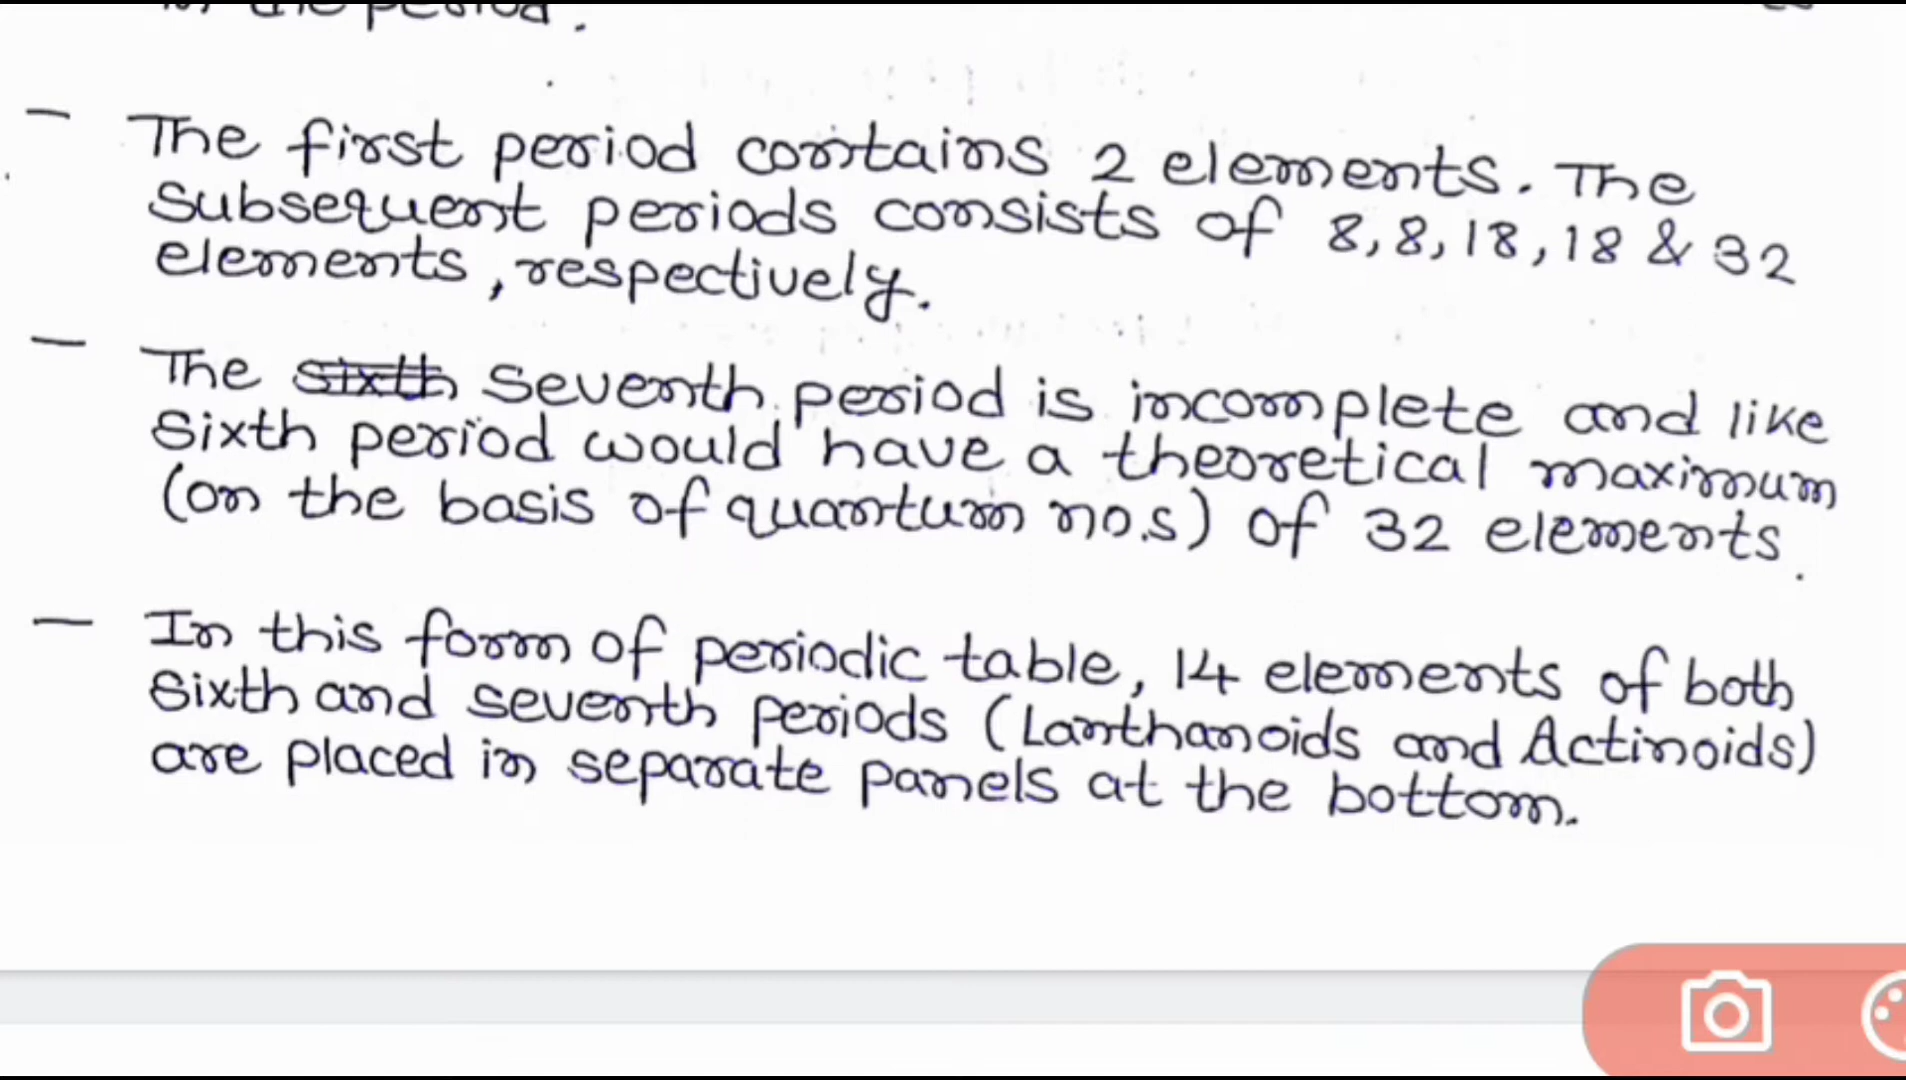 in the period.
- The first period contains 2 elements. The
subsequent periods consists of 8, 8, 18, 18 & 32
elements, respectively.
- The sixth seventh period is incomplete and like
sixth period would have a theoretical maximum
(on the basis of quantum no.s) of 32 elements.
- In this form of periodic table, 14 elements of both
sixth and seventh periods (Lanthanoids and Actinoids)
are placed in separate panels at the bottom.